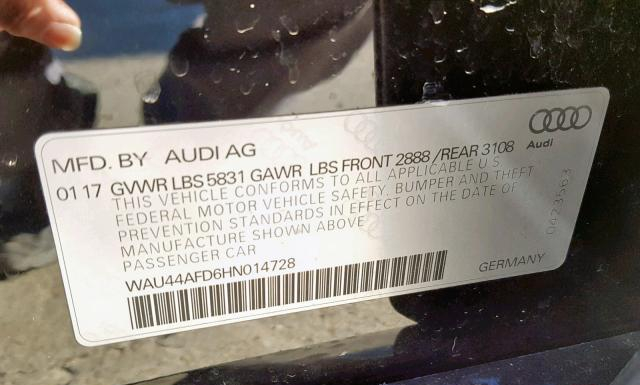 MFD. BY AUDI AG
Audi
01 17 GVWR LBS 5831 GAWR LBS FRONT 2888 / REAR 3108
THIS VEHICLE CONFORMS TO ALL APPLICABLE U S
FEDERAL MOTOR VEHICLE SAFETY, BUMPER AND THEFT
PREVENTION STANDARDS IN EFFECT ON THE DATE OF
MANUFACTURE SHOWN ABOVE
PASSENGER CAR
WAU44AFD6HN014728
GERMANY
0423563